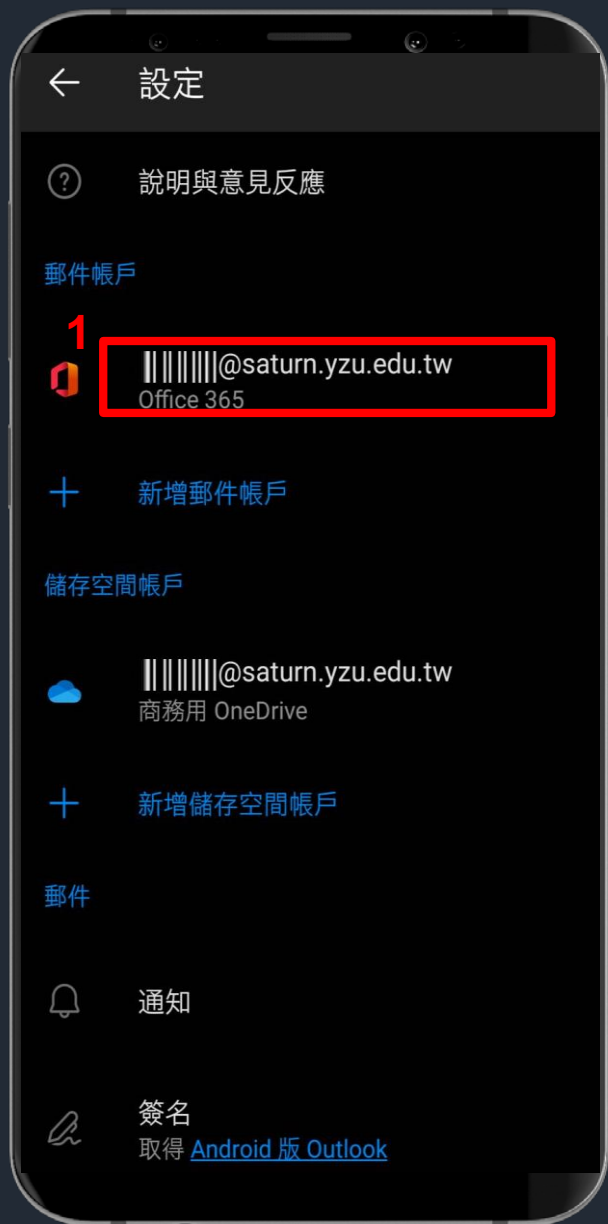 設定
說明與意見反應
郵件帳戶
1
@saturn.yzu.edu.tw
Office 365
新增郵件帳戶
儲存空間帳戶
@saturn.yzu.edu.tw
商務用 OneDrive
新增儲存空間帳戶
郵件
通知
簽名
取得 Android 版 Outlook